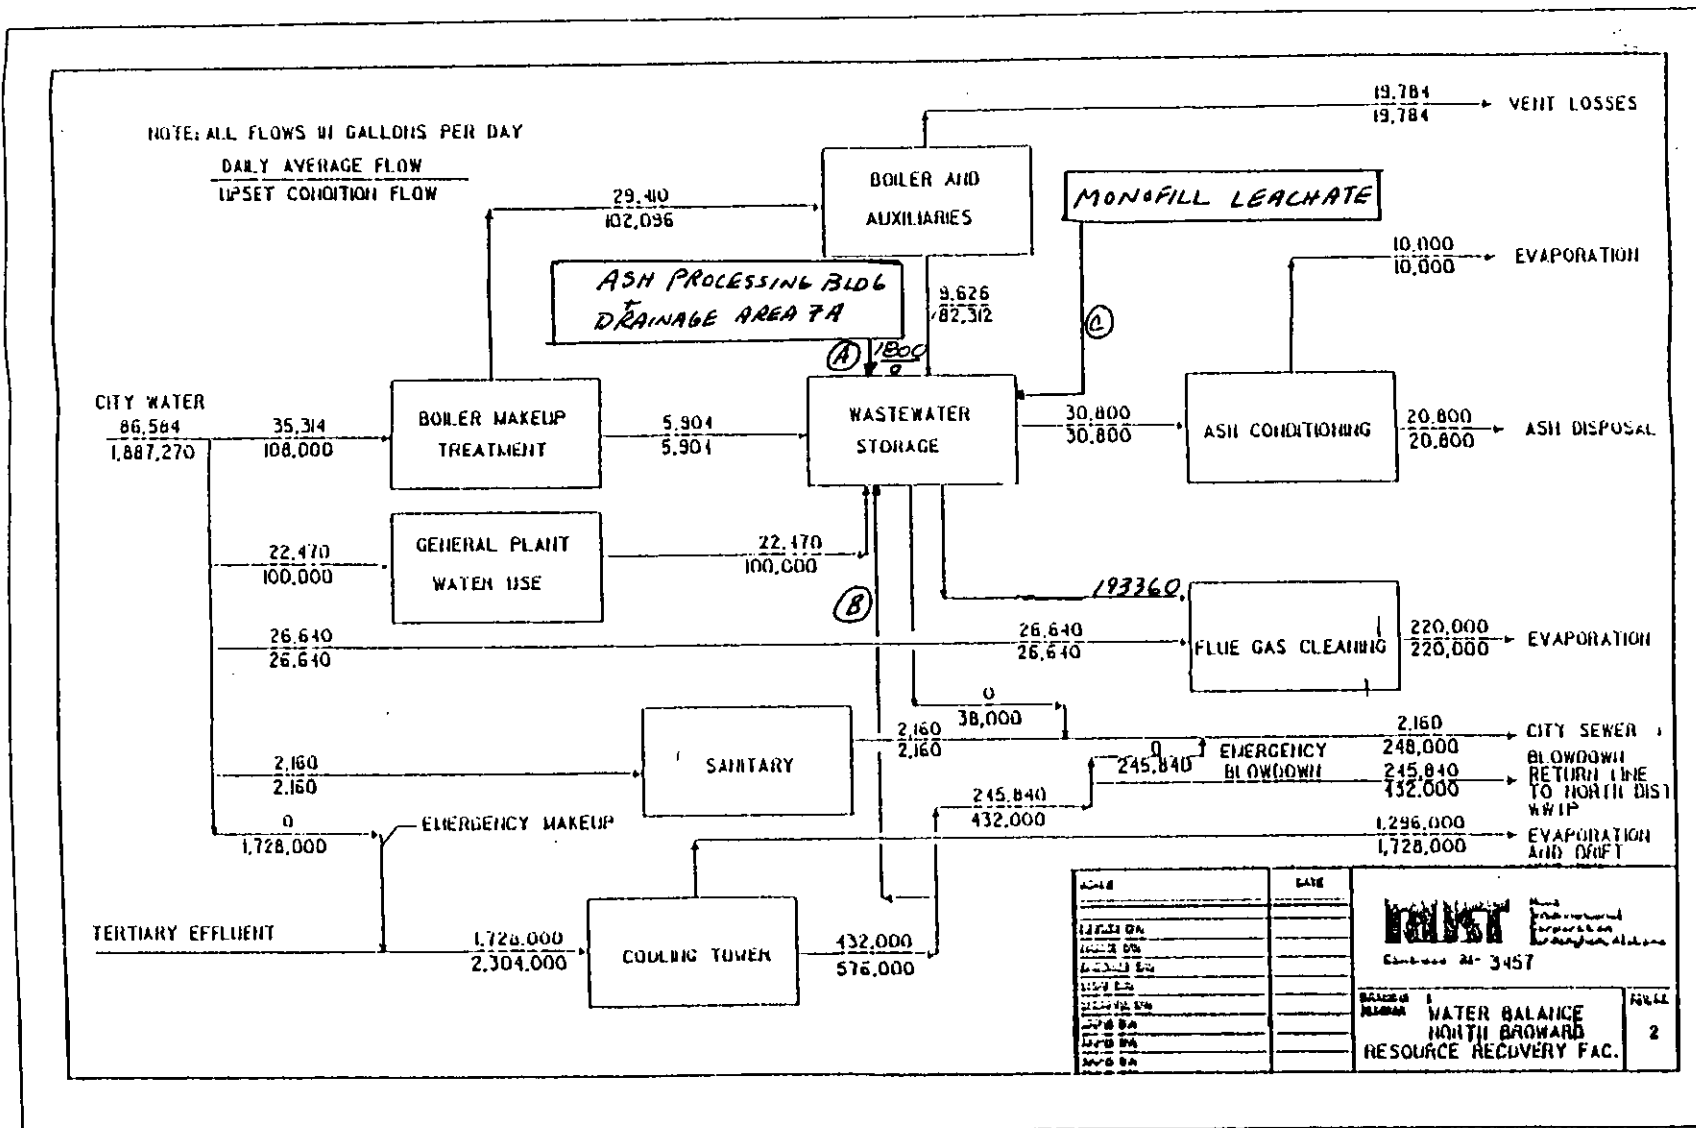 NOTE: ALL FLOWS IN GALLONS PER DAY
DAILY AVERAGE FLOW
UPSET CONDITION FLOW
19,784
19,784
VENT LOSSES
BOILER AND
AUXILIARIES
29,410
102,096
MONOFILL LEACHATE
10,000
10,000
EVAPORATION
ASH PROCESSING BLDG
+
DRAINAGE AREA 7A
9,626
82,312
C
A
1800
0
CITY WATER
86,584
1,887,270
35,314
108,000
BOILER MAKEUP
TREATMENT
5,904
5,904
WASTEWATER
STORAGE
30,800
30,800
ASH CONDITIONING
20,800
20,800
ASH DISPOSAL
22,470
100,000
GENERAL PLANT
WATER USE
22,470
100,000
B
193360
26,640
26,640
26,640
26,640
FLUE GAS CLEANING
220,000
220,000
EVAPORATION
0
38,000
2,160
2,160
SANITARY
2,160
2,160
0
245,840
EMERGENCY
BLOWDOWN
2,160
248,000
CITY SEWER
245,840
432,000
BLOWDOWN
RETURN LINE
TO NORTH DIST
WWTP
245,840
432,000
0
1,728,000
EMERGENCY MAKEUP
1,296,000
1,728,000
EVAPORATION
AND DRIFT
TERTIARY EFFLUENT
1,728,000
2,304,000
COOLING TOWER
432,000
576,000
DATE
3457
WATER BALANCE
NORTH BROWARD
RESOURCE RECOVERY FAC.
2